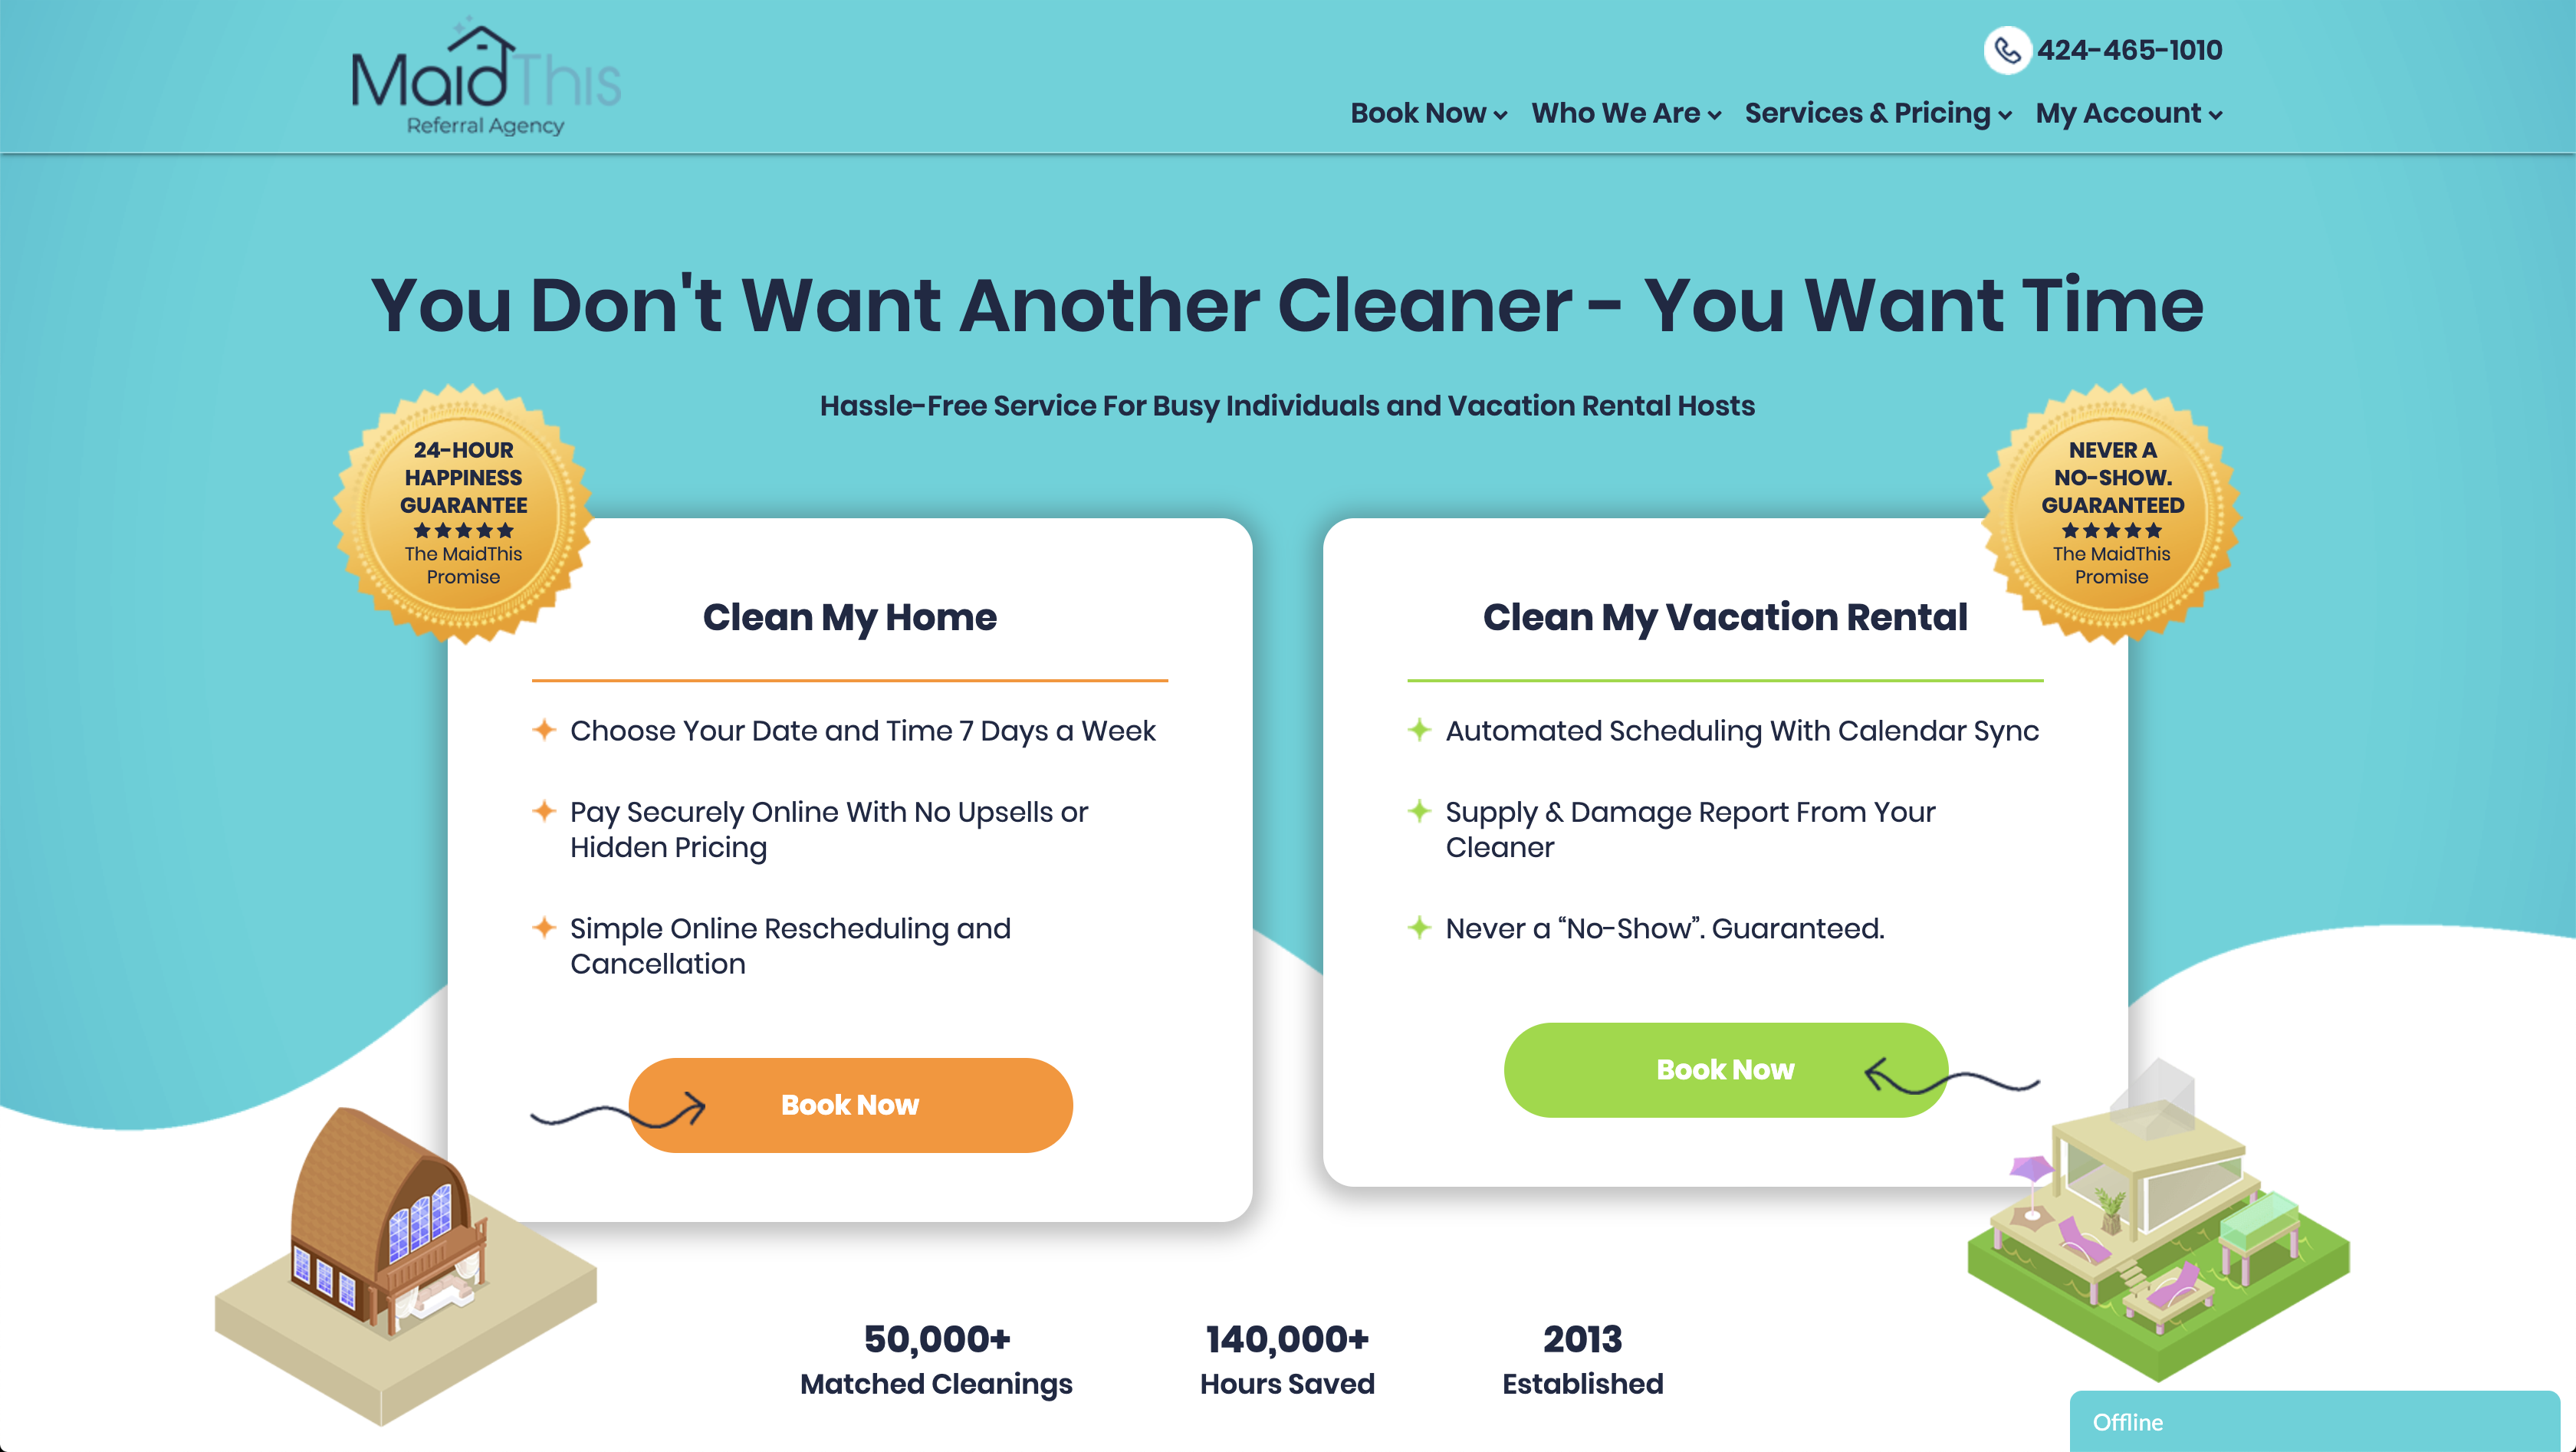 MaidThis
Referral Agency
424-465-1010
Book Now
Who We Are
Services & Pricing
My Account
You Don't Want Another Cleaner - You Want Time
Hassle-Free Service For Busy Individuals and Vacation Rental Hosts
24-HOUR
HAPPINESS
GUARANTEE
The MaidThis
Promise
NEVER A
NO-SHOW.
GUARANTEED
The MaidThis
Promise
Clean My Home
Choose Your Date and Time 7 Days a Week
Pay Securely Online With No Upsells or
Hidden Pricing
Simple Online Rescheduling and
Cancellation
Book Now
Clean My Vacation Rental
Automated Scheduling With Calendar Sync
Supply & Damage Report From Your
Cleaner
Never a “No-Show”. Guaranteed.
Book Now
50,000+
Matched Cleanings
140,000+
Hours Saved
2013
Established
Offline